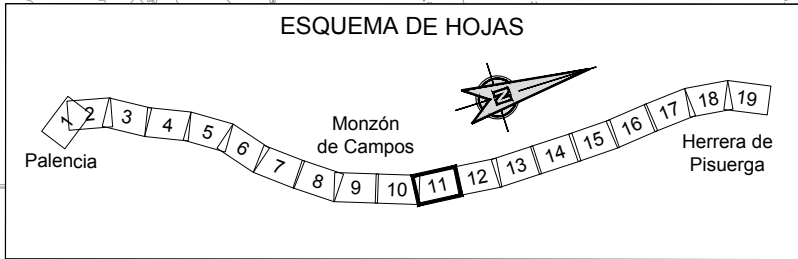 ESQUEMA DE HOJAS
1
2
3
4
5
6
7
8
9
10
11
12
13
14
15
16
17
18
19
Palencia
Monzón
de Campos
N
Herrera de
Pisuerga